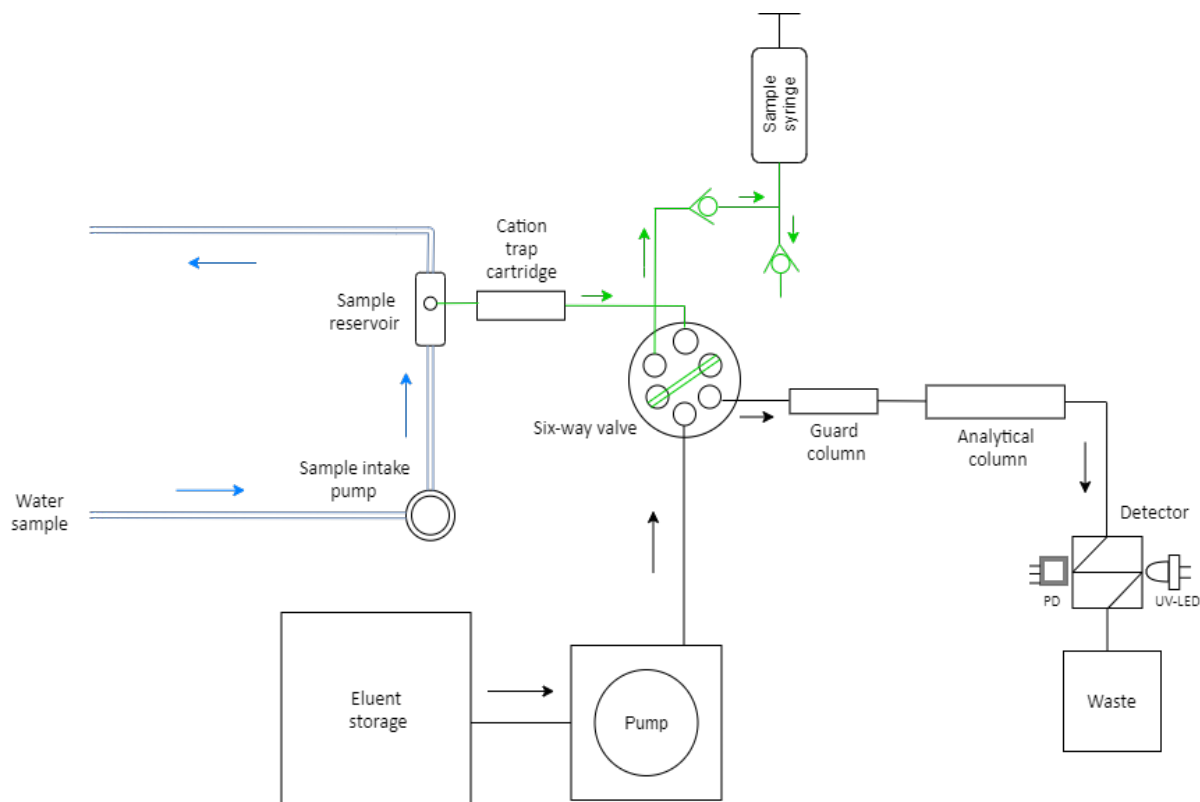 Sample
syringe
Cation
trap
cartridge
Sample
reservoir
Six-way valve
Guard
column
Analytical
column
Sample intake
pump
Water
sample
Detector
PD
UV-LED
Eluent
storage
Pump
Waste